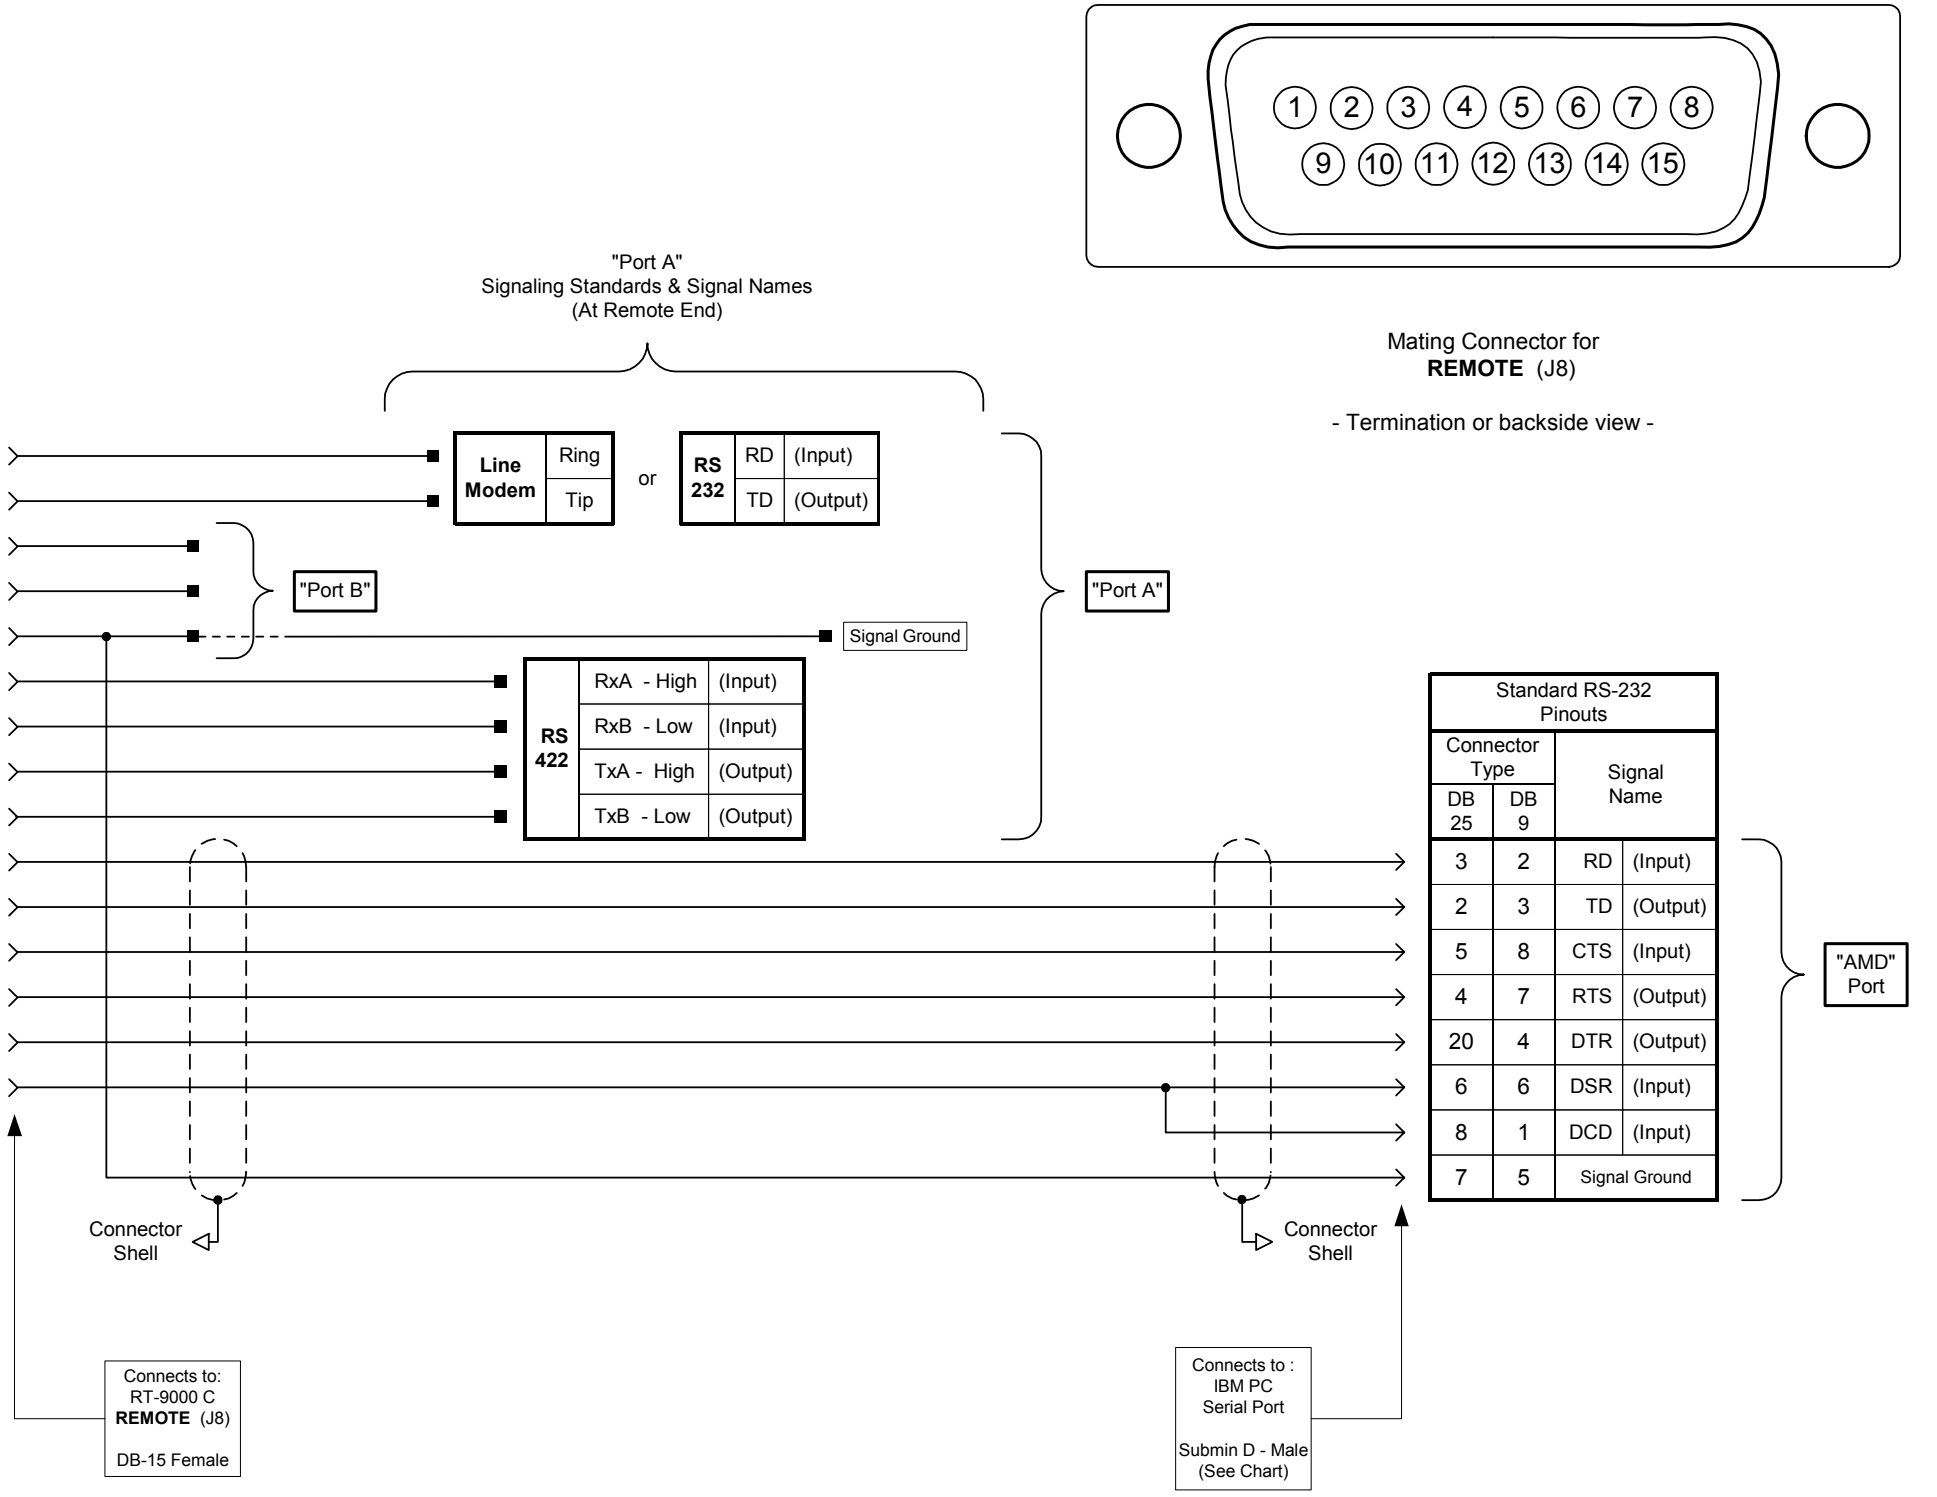 1 2 3 4 5 6 7 8
9 10 11 12 13 14 15
Mating Connector for
REMOTE (J8)
- Termination or backside view -
"Port A"
Signaling Standards & Signal Names
(At Remote End)
Line
Modem
Ring
Tip
or
RS
232
RD (Input)
TD (Output)
"Port B"
"Port A"
Signal Ground
RS
422
RxA - High (Input)
RxB - Low (Input)
TxA - High (Output)
TxB - Low (Output)
Standard RS-232
Pinouts
Connector
Type
Signal
Name
DB
25
DB
9
3 2 RD (Input)
2 3 TD (Output)
5 8 CTS (Input)
4 7 RTS (Output)
20 4 DTR (Output)
6 6 DSR (Input)
8 1 DCD (Input)
7 5 Signal Ground
"AMD"
Port
Connector
Shell
Connector
Shell
Connects to:
RT-9000 C
REMOTE (J8)
DB-15 Female
Connects to :
IBM PC
Serial Port
Submin D - Male
(See Chart)